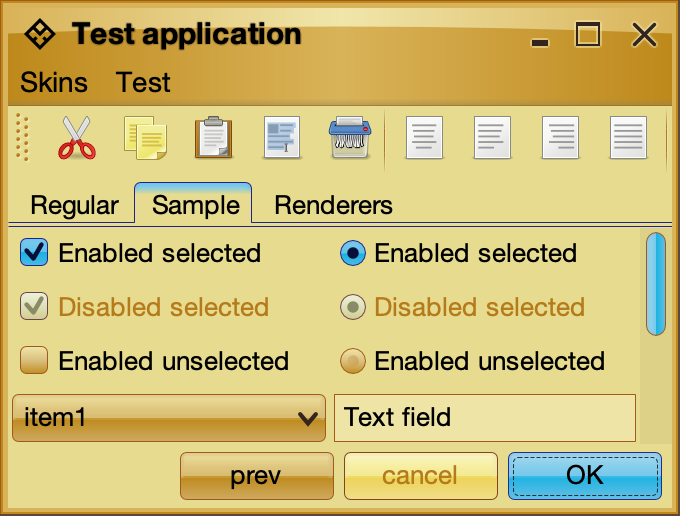 Test application
Skins Test
Regular Sample Renderers
Enabled selected Enabled selected
Disabled selected Disabled selected
Enabled unselected Enabled unselected
item1 Text field
prev cancel OK